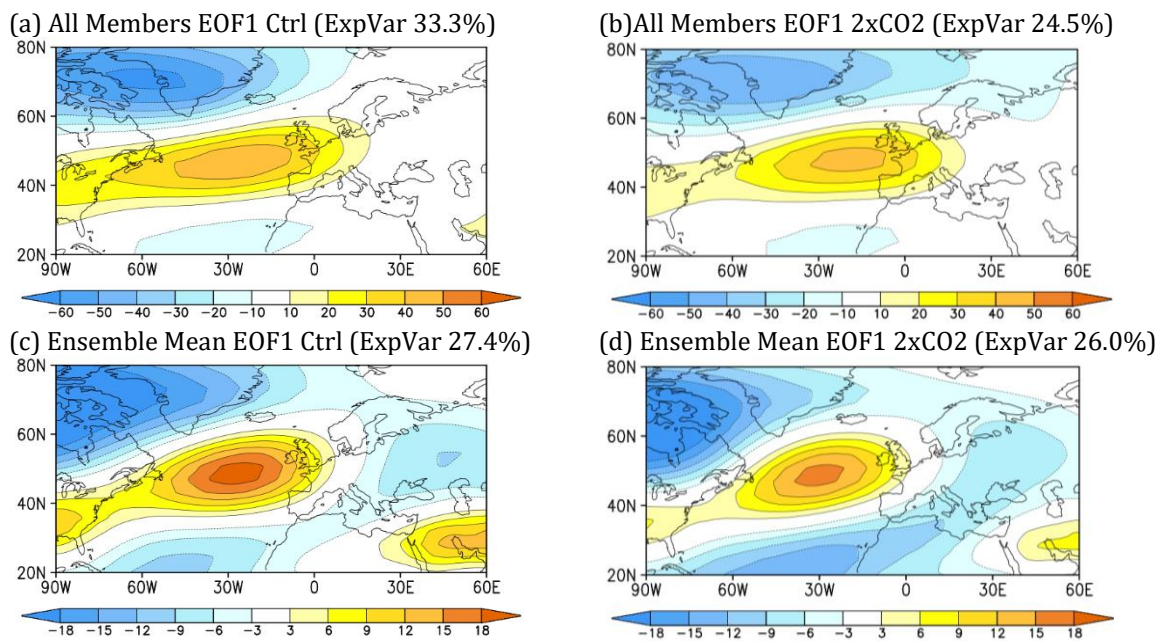 (a) All Members EOF1 Ctrl (ExpVar 33.3%)
80N
60N
40N
20N
90W 60W 30W 0 30E 60E
−60 −50 −40 −30 −20 −10 10 20 30 40 50 60
(b)All Members EOF1 2xCO2 (ExpVar 24.5%)
80N
60N
40N
20N
90W 60W 30W 0 30E 60E
−60 −50 −40 −30 −20 −10 10 20 30 40 50 60
(c) Ensemble Mean EOF1 Ctrl (ExpVar 27.4%)
80N
60N
40N
20N
90W 60W 30W 0 30E 60E
−18 −15 −12 −9 −6 −3 3 6 9 12 15 18
(d) Ensemble Mean EOF1 2xCO2 (ExpVar 26.0%)
80N
60N
40N
20N
90W 60W 30W 0 30E 60E
−18 −15 −12 −9 −6 −3 3 6 9 12 15 18